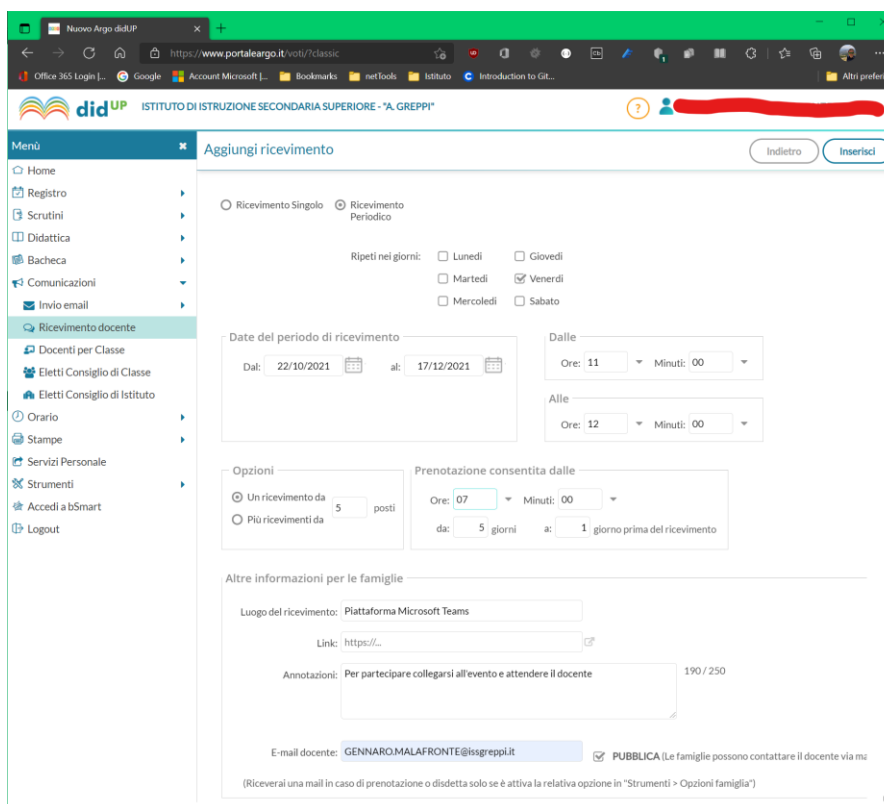 Nuovo Argo didUP
https://www.portaleargo.it/voti/?classic
Office 365 Login |...
Google
Account Microsoft |...
Bookmarks
netTools
Istituto
Introduction to Git...
Altri preferi
didUP
ISTITUTO DI ISTRUZIONE SECONDARIA SUPERIORE - "A. GREPPI"
?
Menù
Aggiungi ricevimento
Indietro
Inserisci
Home
Registro
Scrutini
Didattica
Bacheca
Comunicazioni
Invio email
Ricevimento docente
Docenti per Classe
Eletti Consiglio di Classe
Eletti Consiglio di Istituto
Orario
Stampe
Servizi Personale
Strumenti
Accedi a bSmart
Logout
Ricevimento Singolo
Ricevimento
Periodico
Ripeti nei giorni:
Lunedì
Giovedì
Martedì
Venerdì
Mercoledì
Sabato
Date del periodo di ricevimento
Dal: 22/10/2021 al: 17/12/2021
Dalle
Ore: 11 Minuti: 00
Alle
Ore: 12 Minuti: 00
Opzioni
Un ricevimento da
Più ricevimenti da
5 posti
Prenotazione consentita dalle
Ore: 07 Minuti: 00
da: 5 giorni a: 1 giorno prima del ricevimento
Altre informazioni per le famiglie
Luogo del ricevimento: Piattaforma Microsoft Teams
Link: https://...
Annotazioni: Per partecipare collegarsi all'evento e attendere il docente
190 / 250
E-mail docente: GENNARO.MALAFRONTE@issgreppi.it
PUBBLICA (Le famiglie possono contattare il docente via ma
(Riceverai una mail in caso di prenotazione o disdetta solo se è attiva la relativa opzione in "Strumenti > Opzioni famiglia")